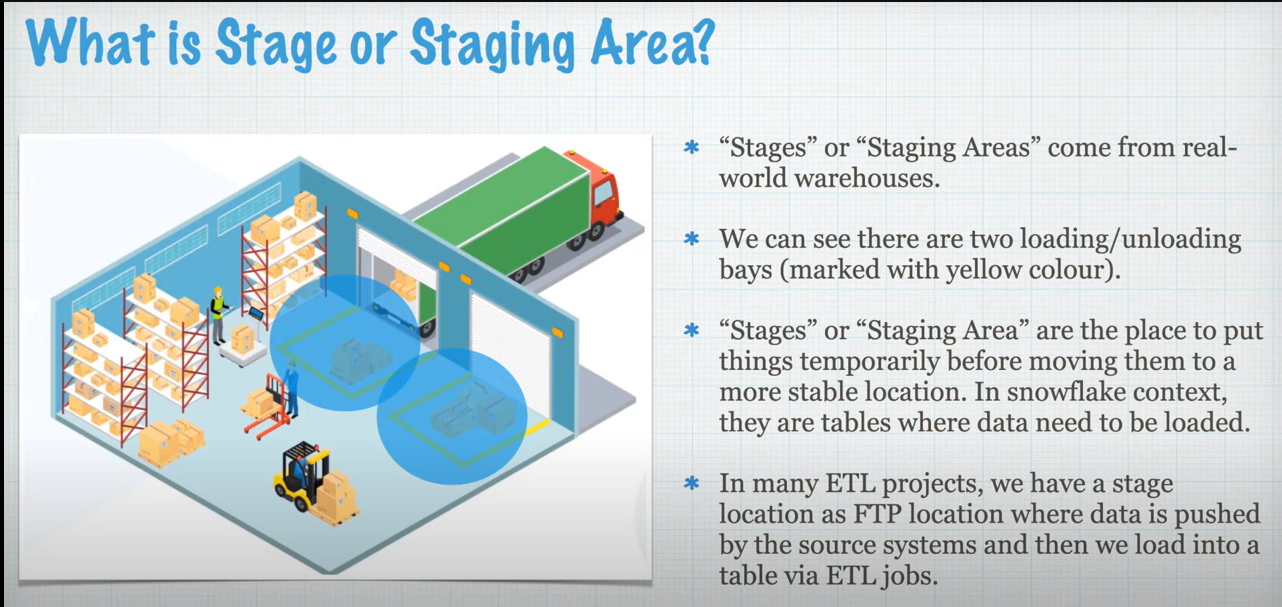 What is Stage or Staging Area?
* “Stages” or “Staging Areas” come from real-
world warehouses.
* We can see there are two loading/unloading
bays (marked with yellow colour).
* “Stages” or “Staging Area” are the place to put
things temporarily before moving them to a
more stable location. In snowflake context,
they are tables where data need to be loaded.
* In many ETL projects, we have a stage
location as FTP location where data is pushed
by the source systems and then we load into a
table via ETL jobs.